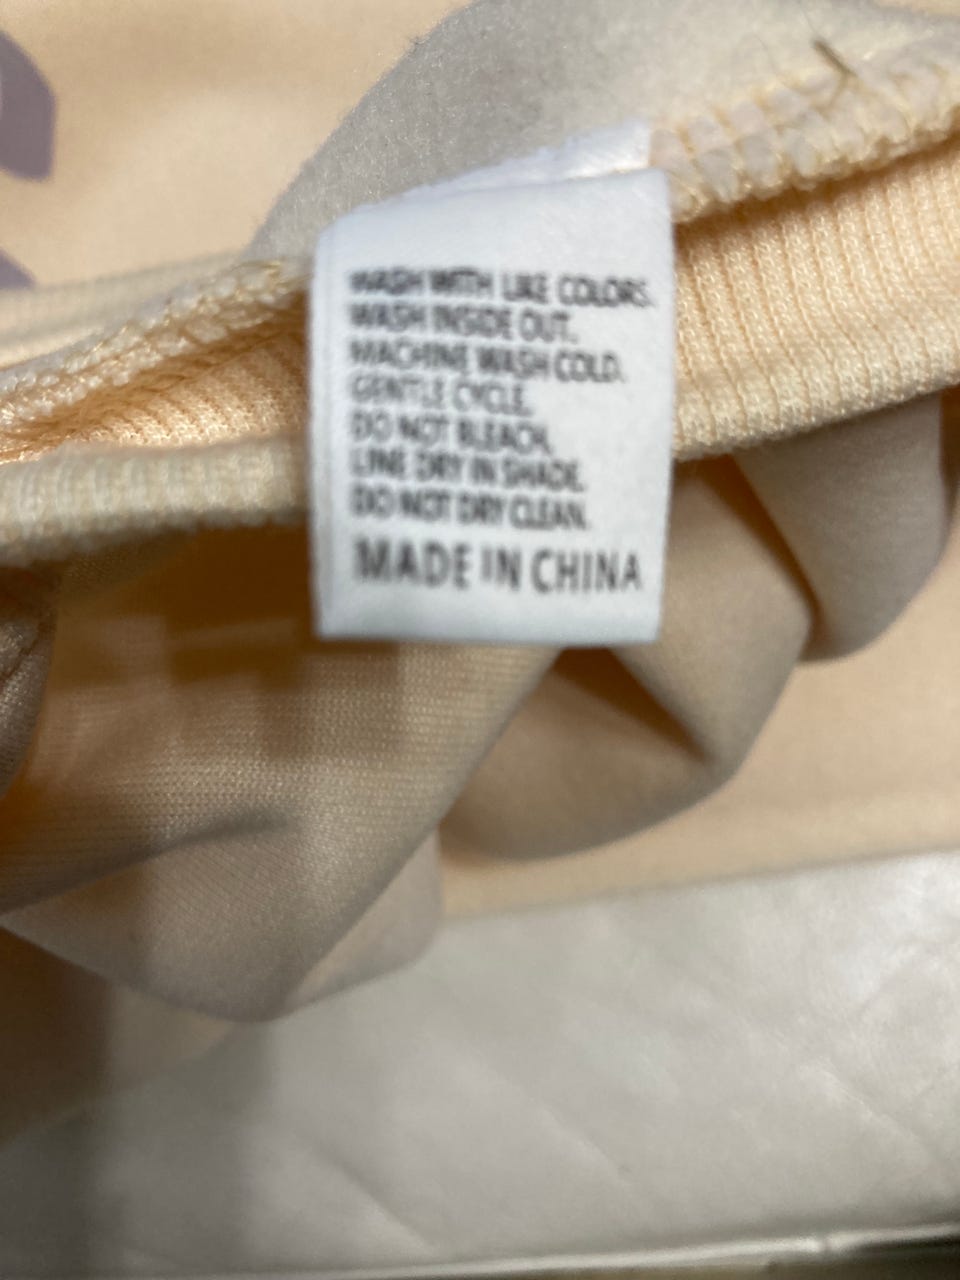 WASH WITH LIKE COLORS.
WASH INSIDE OUT.
MACHINE WASH COLD.
GENTLE CYCLE.
DO NOT BLEACH.
LINE DRY IN SHADE.
DO NOT DRY CLEAN.
MADE IN CHINA